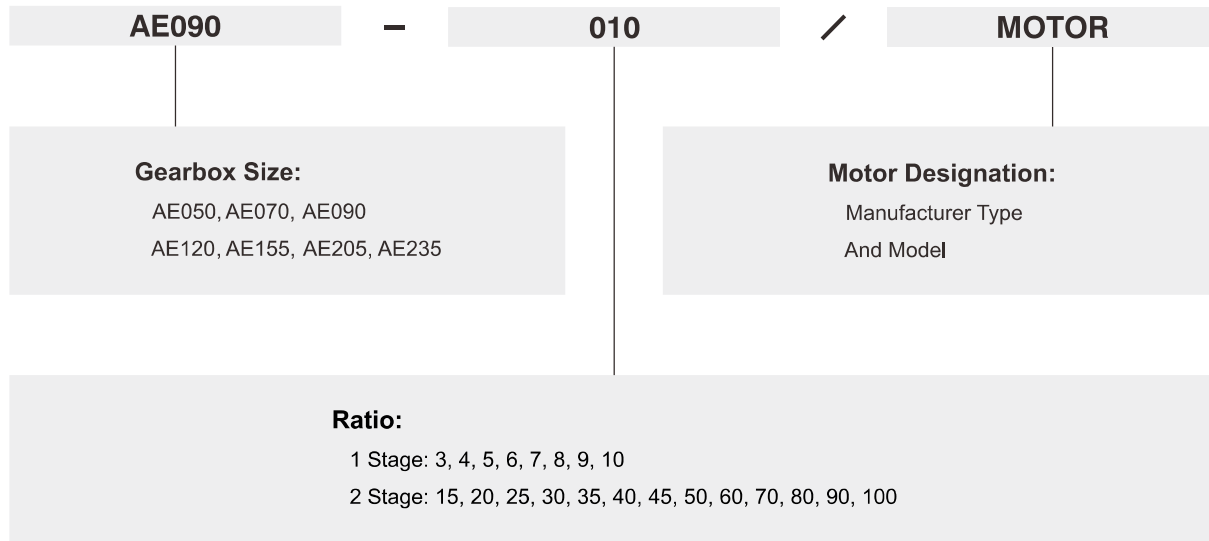 AE090 – 010 / MOTOR
Gearbox Size:
AE050, AE070, AE090
AE120, AE155, AE205, AE235
Motor Designation:
Manufacturer Type
And Model
Ratio:
1 Stage: 3, 4, 5, 6, 7, 8, 9, 10
2 Stage: 15, 20, 25, 30, 35, 40, 45, 50, 60, 70, 80, 90, 100